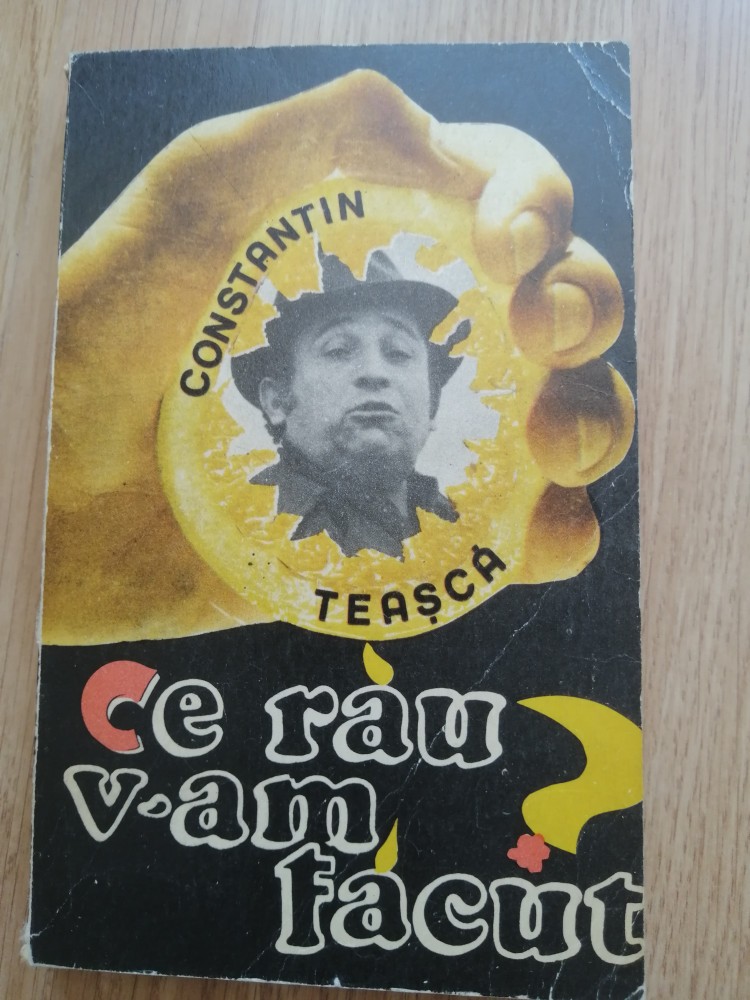 CONSTANTIN
TEAȘCĂ
Ce rău
v-am
făcut?